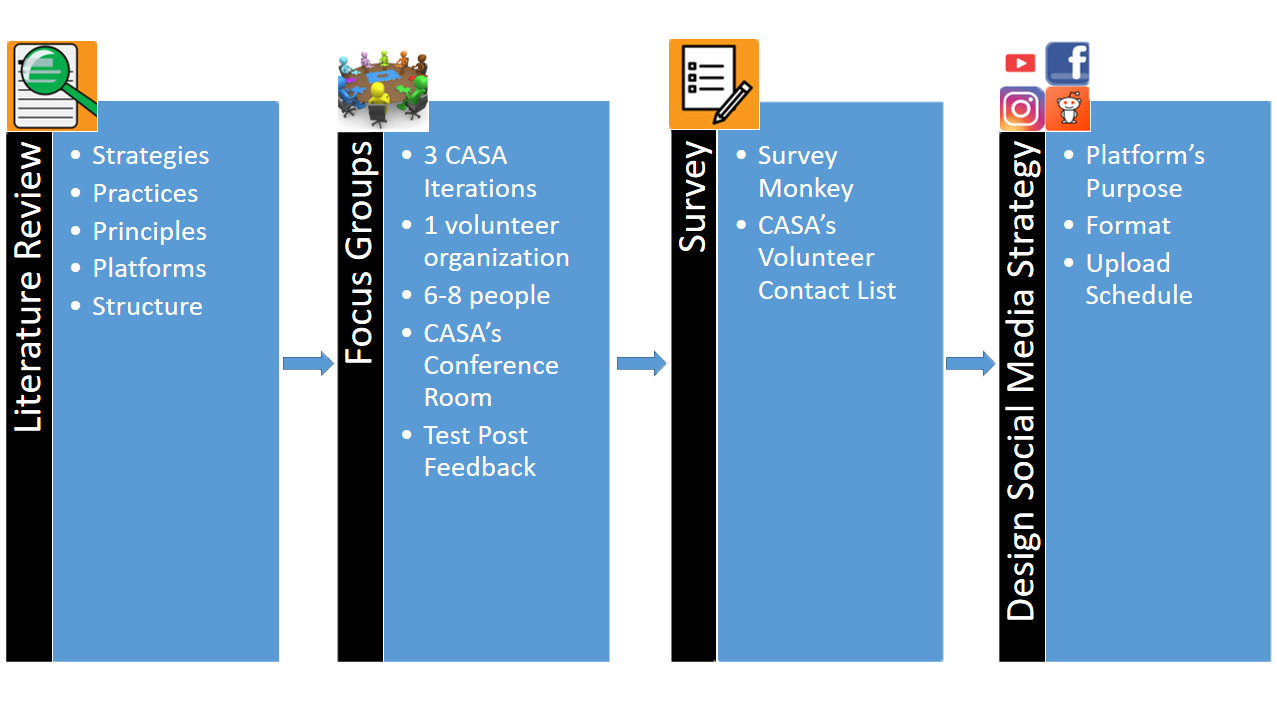 Literature Review
• Strategies
• Practices
• Principles
• Platforms
• Structure
Focus Groups
• 3 CASA
Iterations
• 1 volunteer
organization
• 6-8 people
• CASA’s
Conference
Room
• Test Post
Feedback
Survey
• Survey
Monkey
• CASA’s
Volunteer
Contact List
f
Design Social Media Strategy
• Platform’s
Purpose
• Format
• Upload
Schedule